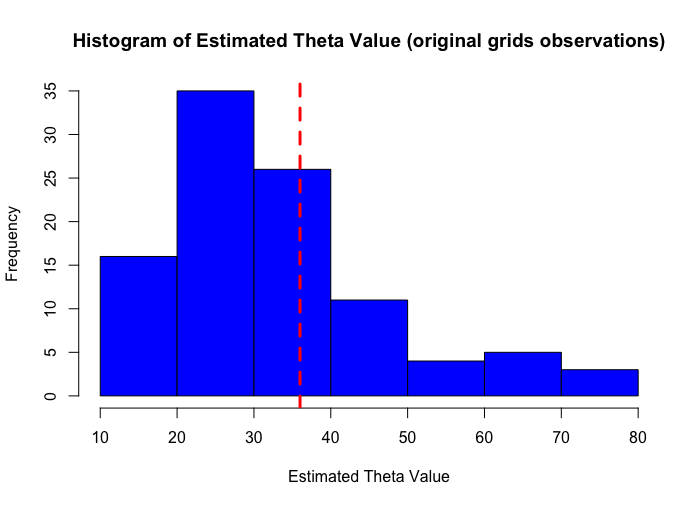 Histogram of Estimated Theta Value (original grids observations)
Frequency
35
30
25
20
15
10
5
0
10 20 30 40 50 60 70 80
Estimated Theta Value